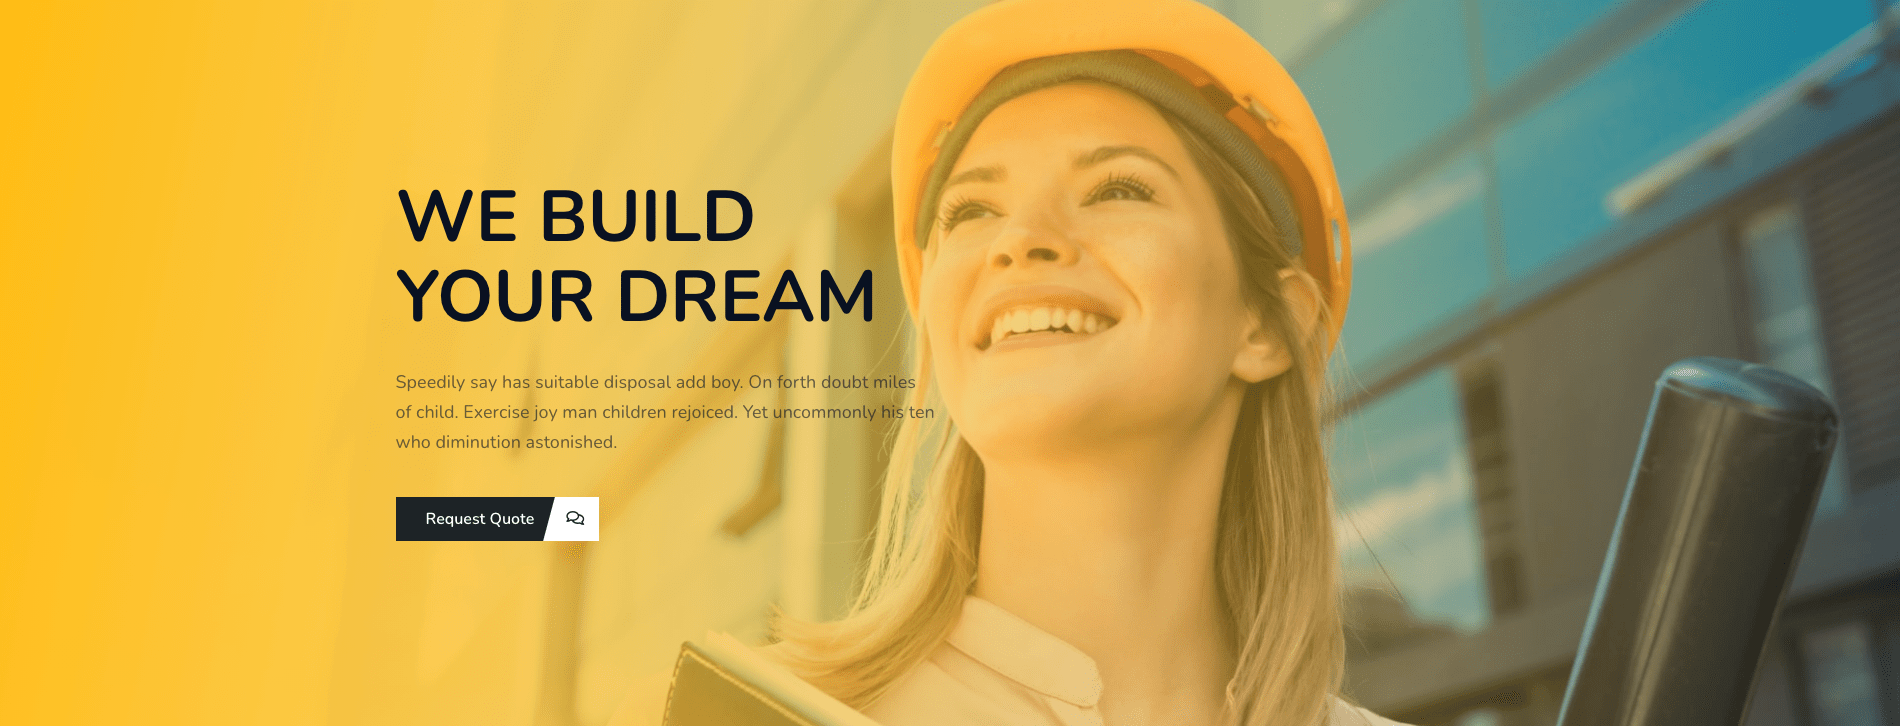 WE BUILD
YOUR DREAM
Speedily say has suitable disposal add boy. On forth doubt miles
of child. Exercise joy man children rejoiced. Yet uncommonly his ten
who diminution astonished.
Request Quote